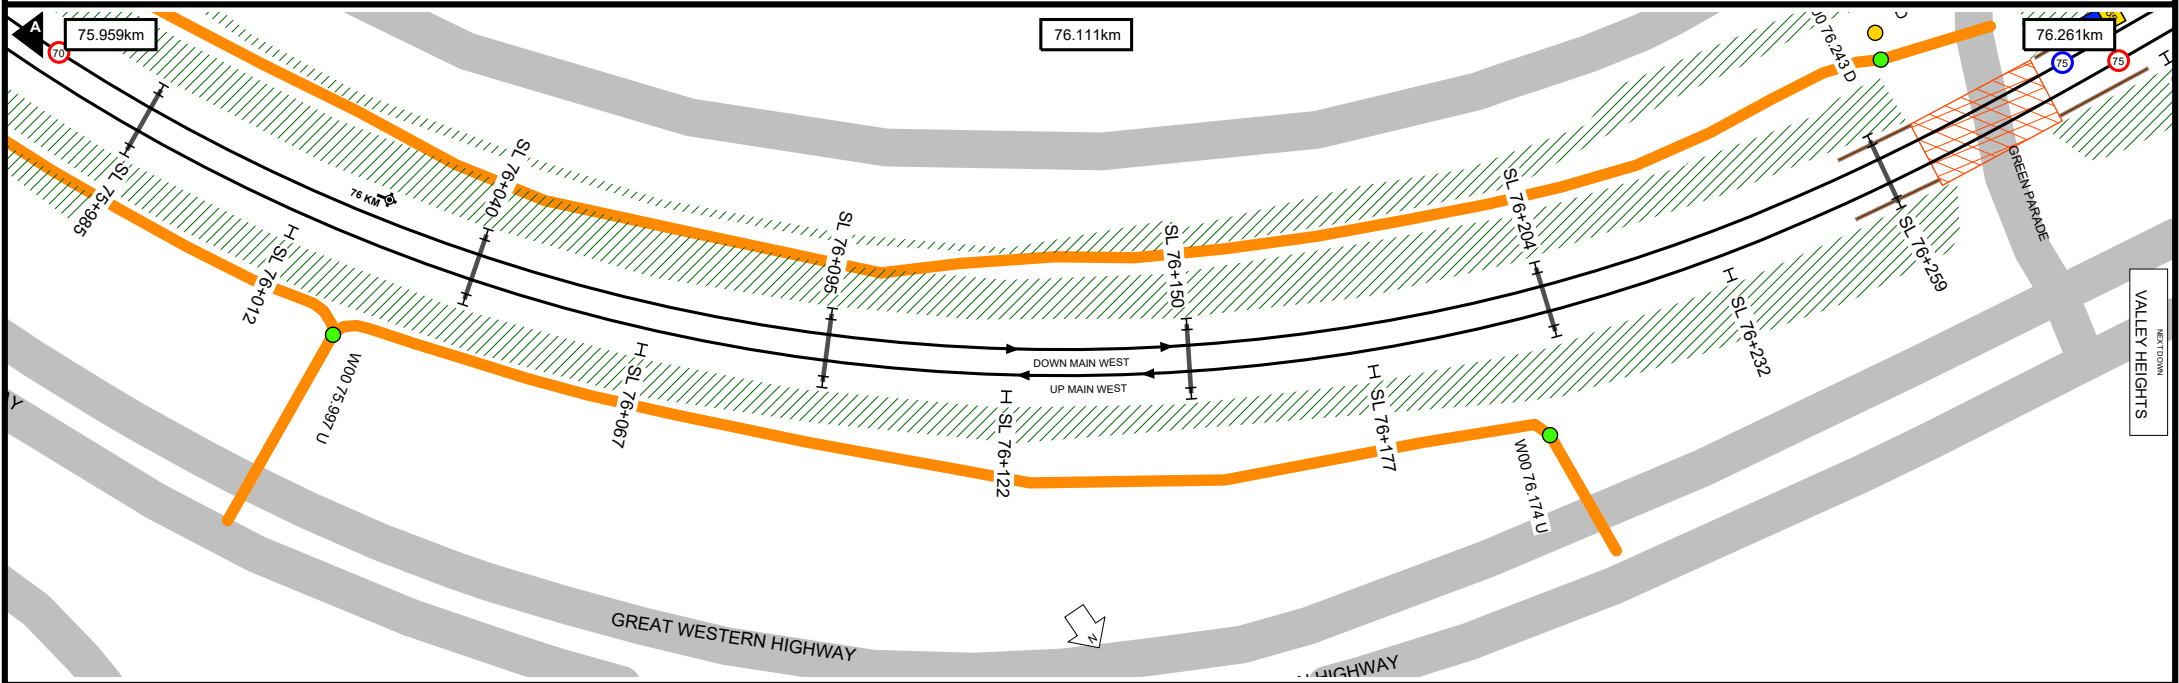 A
75.959km
70
76.111km
D
00 76.243 D
76.261km
75
75
SL 75+985
76 KM
SL 76+040
SL 76+012
SL 76+095
SL 76+150
SL 76+204
SL 76+259
GREEN PARADE
SL 76+232
NEXT DOWN
VALLEY HEIGHTS
W00 75.997 U
SL 76+067
DOWN MAIN WEST
UP MAIN WEST
SL 76+122
SL 76+177
W00 76.174 U
Y
GREAT WESTERN HIGHWAY
N
HIGHWAY